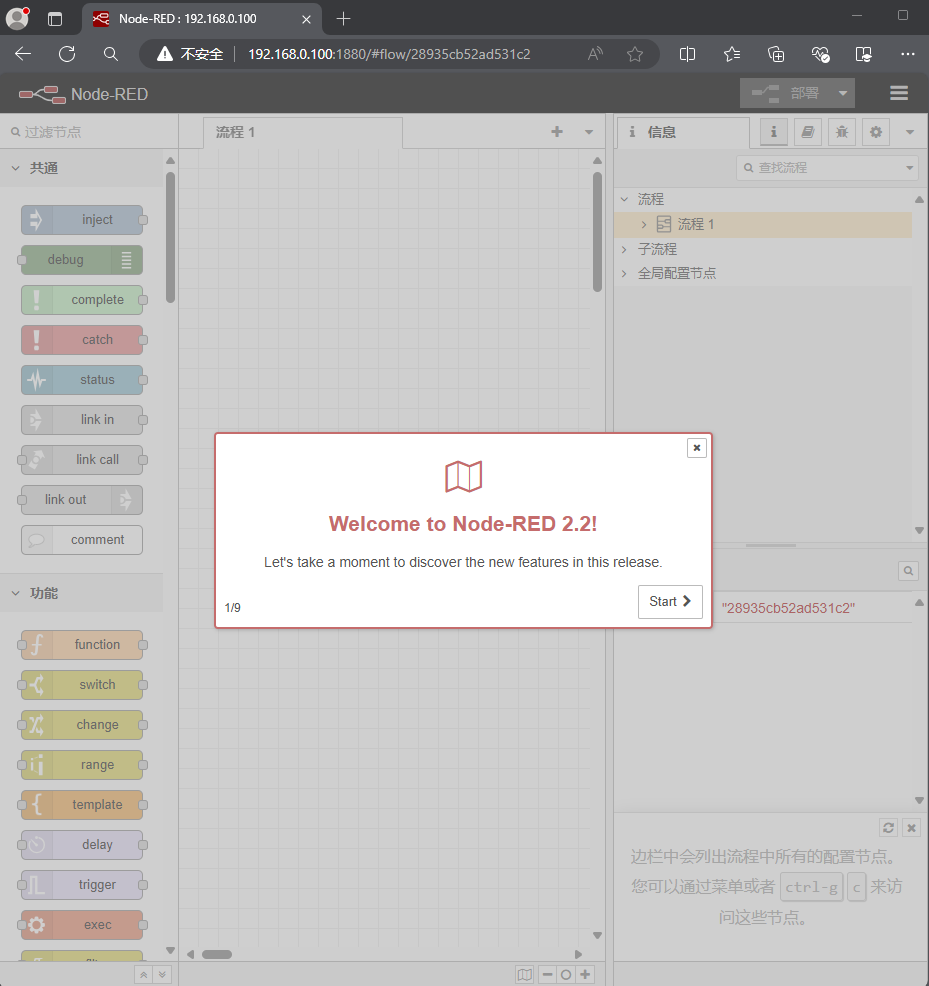 Node-RED : 192.168.0.100
不安全
192.168.0.100:1880/#flow/28935cb52ad531c2
Node-RED
部署
过滤节点
共通
inject
debug
complete
catch
status
link in
link call
link out
comment
功能
function
switch
change
range
template
delay
trigger
exec
流程 1
信息
查找流程
流程
流程 1
子流程
全局配置节点
Welcome to Node-RED 2.2!
Let's take a moment to discover the new features in this release.
1/9
Start
"28935cb52ad531c2"
边栏中会列出流程中所有的配置节点。
您可以通过菜单或者 ctrl-g c 来访
问这些节点。